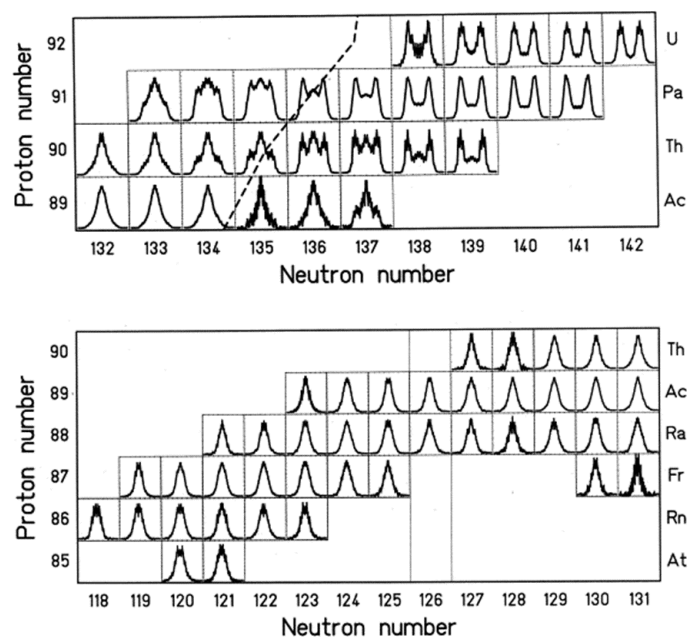 Proton number
92 U
91 Pa
90 Th
89 Ac
132 133 134 135 136 137 138 139 140 141 142
Neutron number
Proton number
90 Th
89 Ac
88 Ra
87 Fr
86 Rn
85 At
118 119 120 121 122 123 124 125 126 127 128 129 130 131
Neutron number